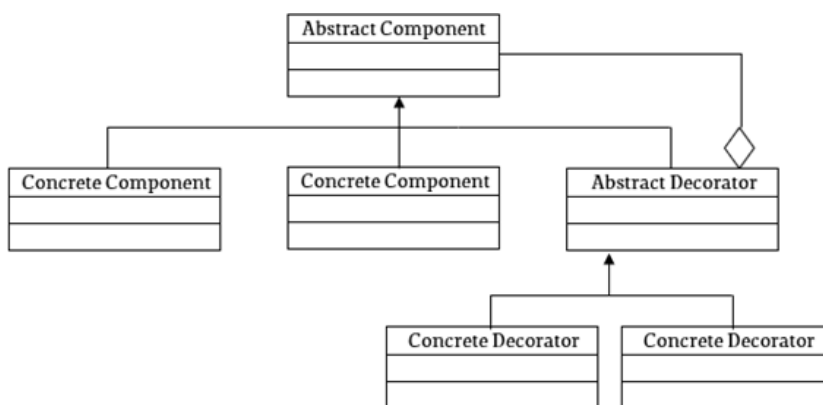 Abstract Component
Concrete Component
Concrete Component
Abstract Decorator
Concrete Decorator
Concrete Decorator